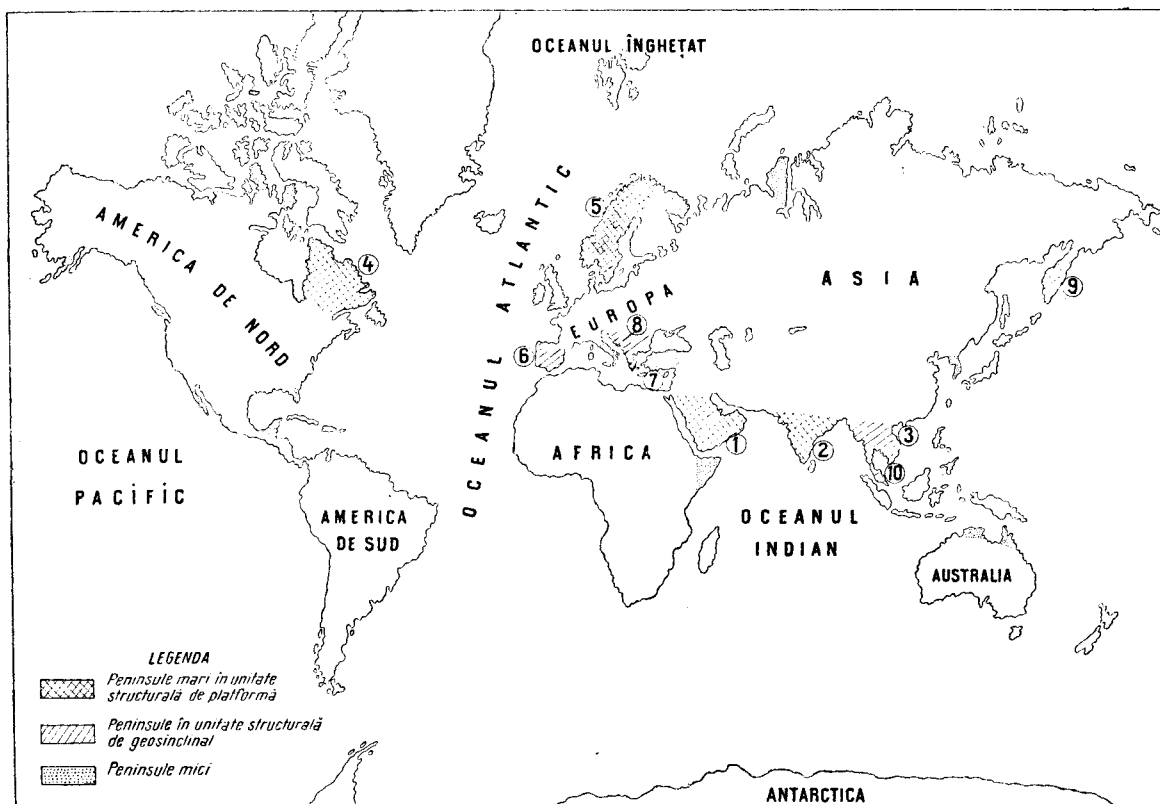 OCEANUL ÎNGHEȚAT
AMERICA DE NORD
OCEANUL ATLANTIC
EUROPA
ASIA
4
5
9
8
6
7
1
2
3
10
OCEANUL
PACIFIC
AFRICA
AMERICA
DE SUD
OCEANUL
INDIAN
AUSTRALIA
LEGENDA
Peninsule mari în unitate
structurală de platformă
Peninsule în unitate structurală
de geosinclinal
Peninsule mici
ANTARCTICA